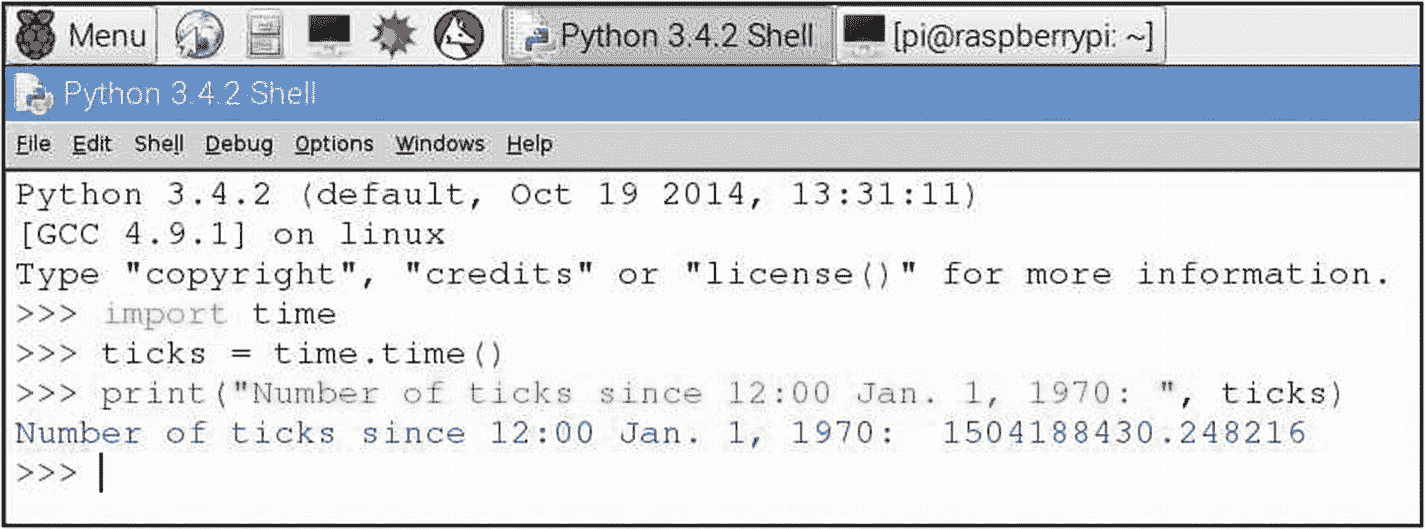 Menu Python 3.4.2 Shell [pi@raspberrypi: ~]
Python 3.4.2 Shell
File Edit Shell Debug Options Windows Help
Python 3.4.2 (default, Oct 19 2014, 13:31:11)
[GCC 4.9.1] on linux
Type "copyright", "credits" or "license()" for more information.
>>> import time
>>> ticks = time.time()
>>> print("Number of ticks since 12:00 Jan. 1, 1970: ", ticks)
Number of ticks since 12:00 Jan. 1, 1970:  1504188430.248216
>>>